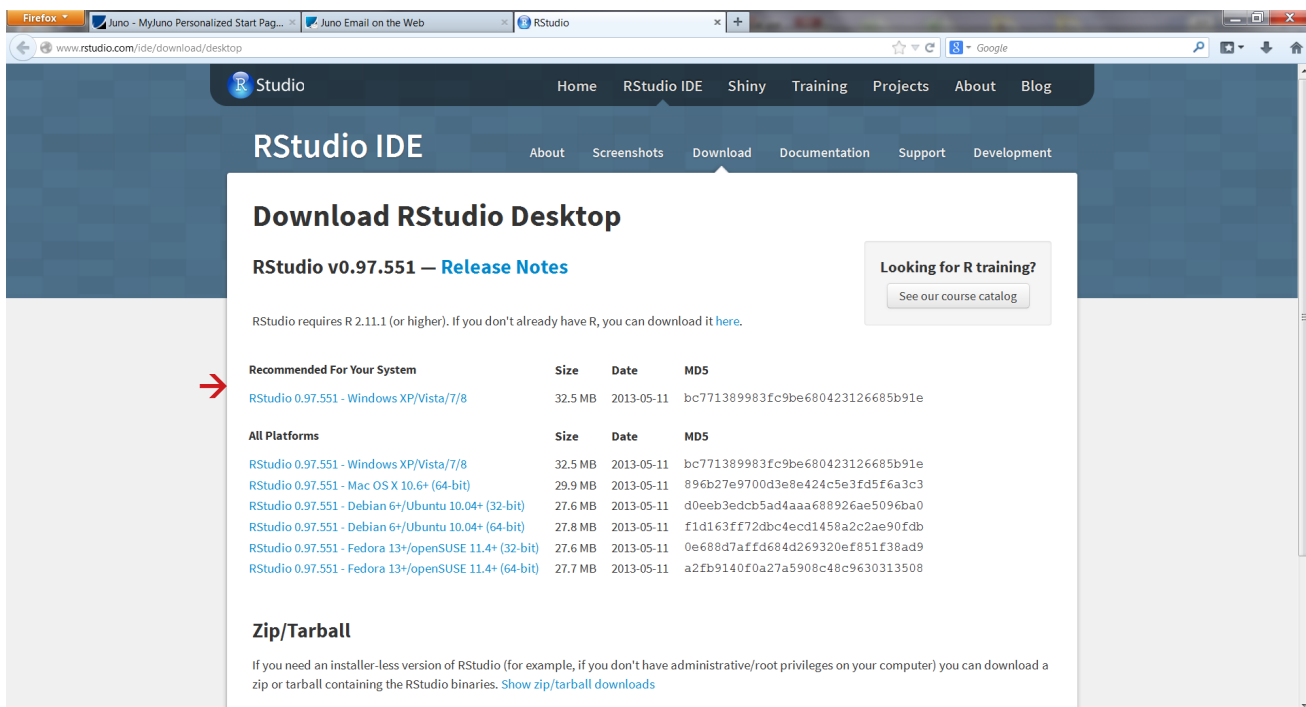 Firefox
Juno - MyJuno Personalized Start Pag...
Juno Email on the Web
RStudio
www.rstudio.com/ide/download/desktop
Google
R Studio
Home RStudio IDE Shiny Training Projects About Blog
RStudio IDE
About Screenshots Download Documentation Support Development
Download RStudio Desktop
RStudio v0.97.551 — Release Notes
Looking for R training?
See our course catalog
RStudio requires R 2.11.1 (or higher). If you don't already have R, you can download it here.
Recommended For Your System Size Date MD5
RStudio 0.97.551 - Windows XP/Vista/7/8 32.5 MB 2013-05-11 bc771389983fc9be680423126685b91e
All Platforms Size Date MD5
RStudio 0.97.551 - Windows XP/Vista/7/8 32.5 MB 2013-05-11 bc771389983fc9be680423126685b91e
RStudio 0.97.551 - Mac OS X 10.6+ (64-bit) 29.9 MB 2013-05-11 896b27e9700d3e8e424c5e3fd5f6a3c3
RStudio 0.97.551 - Debian 6+/Ubuntu 10.04+ (32-bit) 27.6 MB 2013-05-11 d0eeb3edcb5ad4aaa688926ae5096ba0
RStudio 0.97.551 - Debian 6+/Ubuntu 10.04+ (64-bit) 27.8 MB 2013-05-11 f1d163ff72dbc4ecd1458a2c2ae90fdb
RStudio 0.97.551 - Fedora 13+/openSUSE 11.4+ (32-bit) 27.6 MB 2013-05-11 0e688d7affd684d269320ef851f38ad9
RStudio 0.97.551 - Fedora 13+/openSUSE 11.4+ (64-bit) 27.7 MB 2013-05-11 a2fb9140f0a27a5908c48c9630313508
Zip/Tarball
If you need an installer-less version of RStudio (for example, if you don't have administrative/root privileges on your computer) you can download a
zip or tarball containing the RStudio binaries. Show zip/tarball downloads